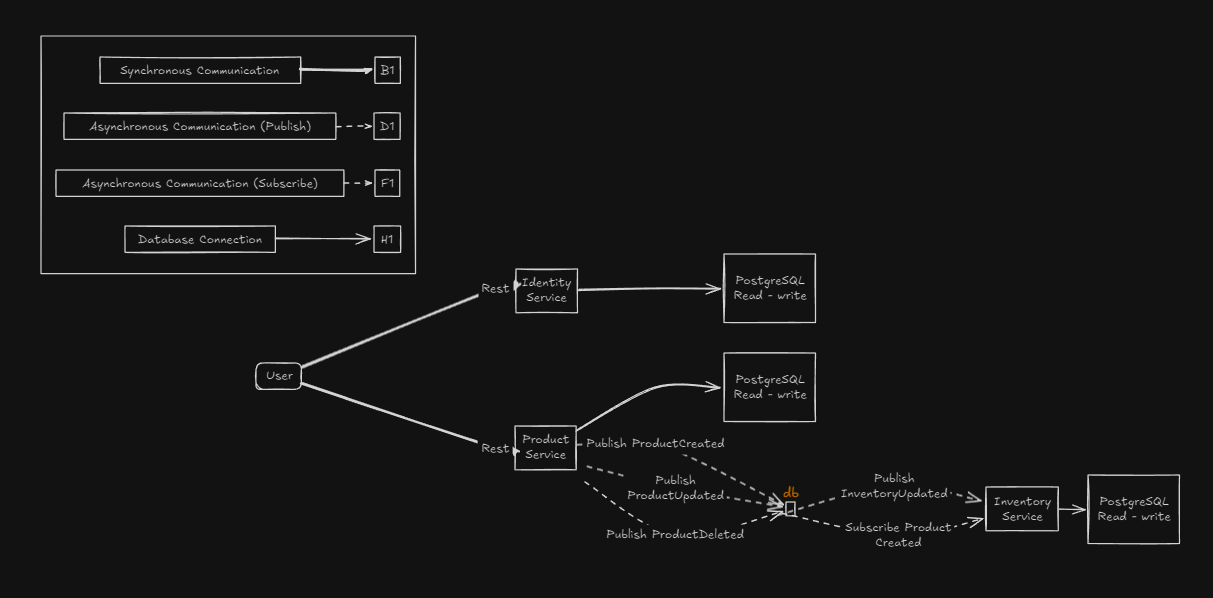 Synchronous Communication
B1
Asynchronous Communication (Publish)
D1
Asynchronous Communication (Subscribe)
F1
Database Connection
H1
User
Rest
Identity
Service
PostgreSQL
Read - write
PostgreSQL
Read - write
Rest
Product
Service
Publish ProductCreated
Publish
ProductUpdated
Publish ProductDeleted
db
Publish
InventoryUpdated
Subscribe Product
Created
Inventory
Service
PostgreSQL
Read - write